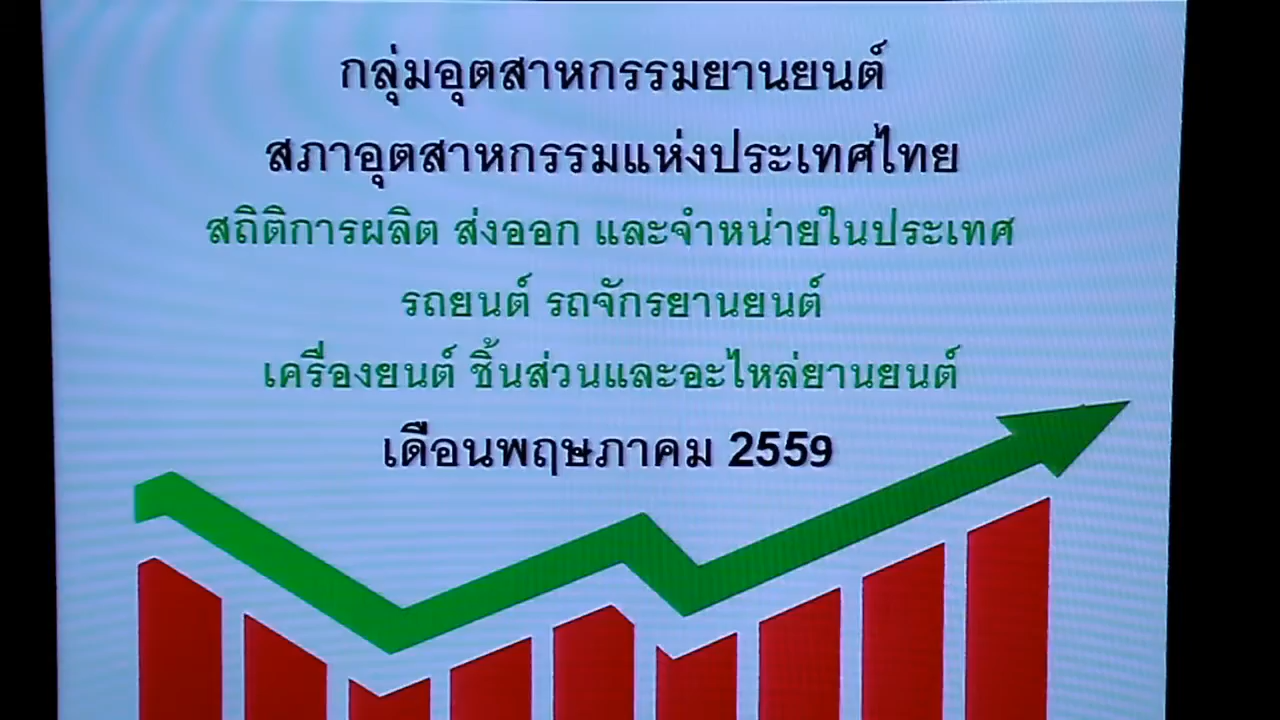 กลุ่มอุตสาหกรรมยานยนต์
สภาอุตสาหกรรมแห่งประเทศไทย
สถิติการผลิต ส่งออก และจำหน่ายในประเทศ
รถยนต์ รถจักรยานยนต์
เครื่องยนต์ ชิ้นส่วนและอะไหล่ยานยนต์
เดือนพฤษภาคม 2559